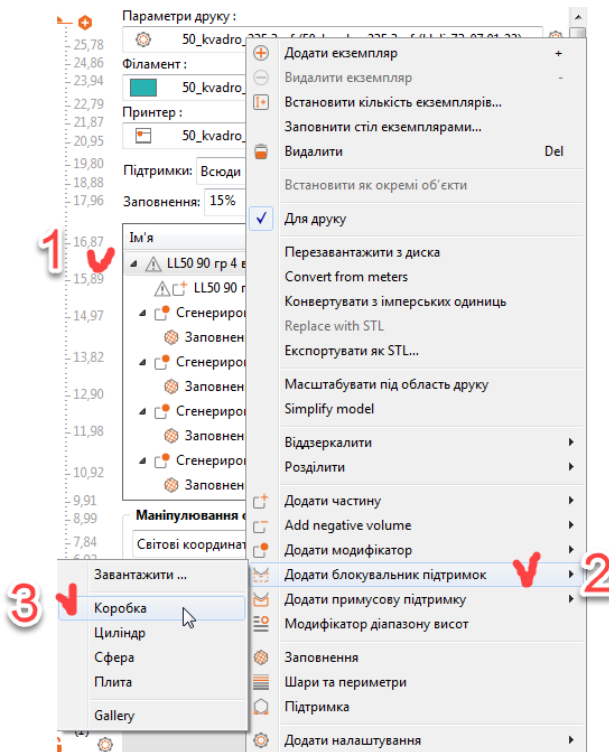 Параметри друку :
Філамент :
50_kvadro_
Принтер :
50_kvadro_
Підтримки: Всюди
Заповнення: 15%
Ім'я
LL50 90 гр 4 в
LL50 90 г
Сгенериров
Заповнен
Сгенериров
Заповнен
Сгенериров
Заповнен
Сгенериров
Заповнен
Маніпулювання
Світові координат
25,78
24,86
23,94
22,79
21,87
20,95
19,80
18,88
17,96
16,87
15,89
14,97
13,82
12,90
11,98
10,92
9,91
8,99
7,84
1
Додати екземпляр +
Видалити екземпляр -
Встановити кількість екземплярів...
Заповнити стіл екземплярами...
Видалити Del
Встановити як окремі об'єкти
Для друку
Перезавантажити з диска
Convert from meters
Конвертувати з імперських одиниць
Replace with STL
Експортувати як STL...
Масштабувати під область друку
Simplify model
Віддзеркалити
Розділити
Додати частину
Add negative volume
Додати модифікатор
Додати блокувальник підтримок
2
Додати примусову підтримку
Модифікатор діапазону висот
Заповнення
Шари та периметри
Підтримка
Додати налаштування
Завантажити ...
3
Коробка
Циліндр
Сфера
Плита
Gallery